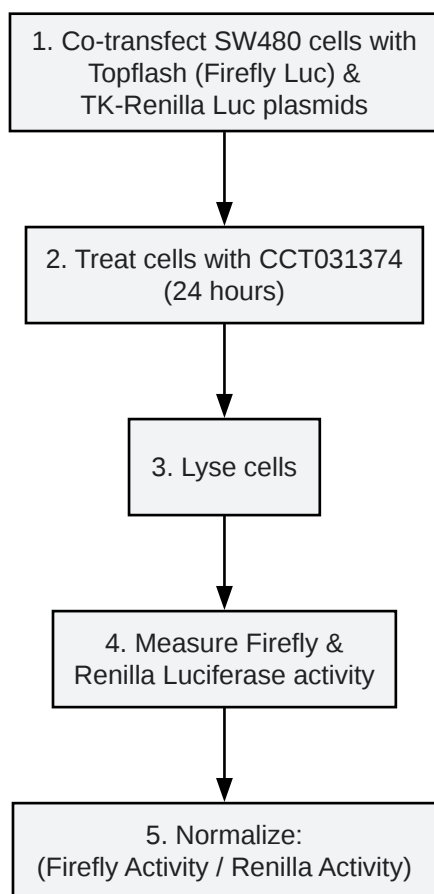 1. Co-transfect SW480 cells with
Topflash (Firefly Luc) &
TK-Renilla Luc plasmids
2. Treat cells with CCT031374
(24 hours)
3. Lyse cells
4. Measure Firefly &
Renilla Luciferase activity
5. Normalize:
(Firefly Activity / Renilla Activity)